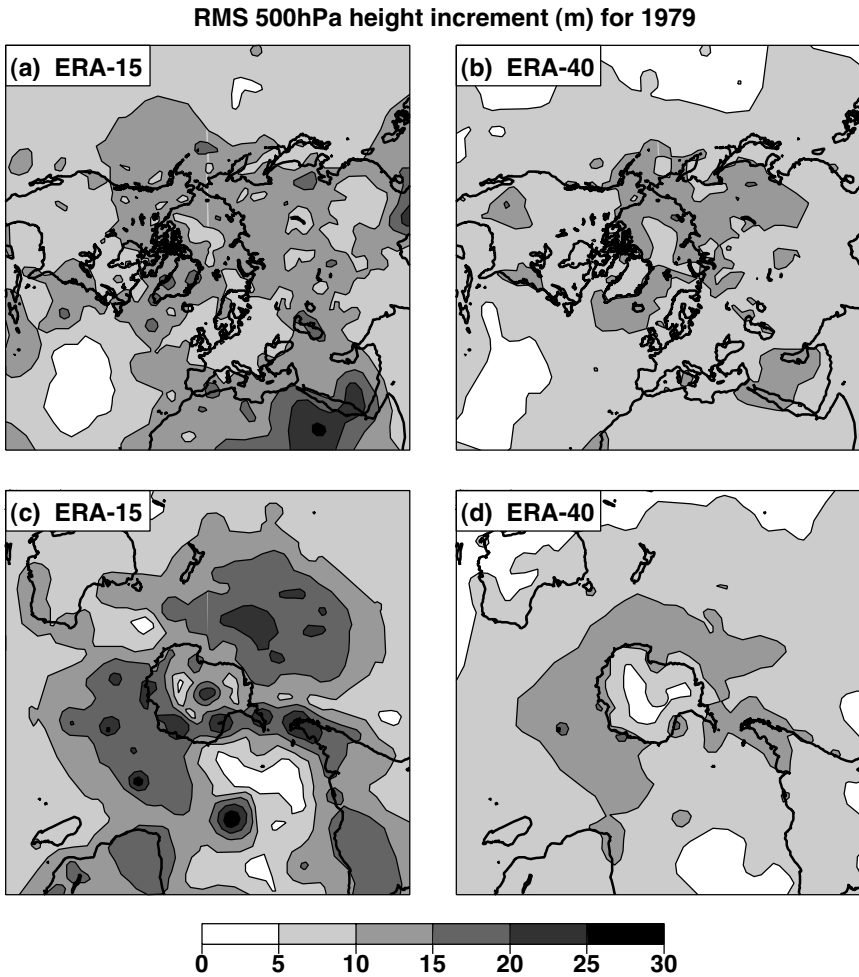 RMS 500hPa height increment (m) for 1979
(a) ERA-15
(b) ERA-40
(c) ERA-15
(d) ERA-40
0 5 10 15 20 25 30